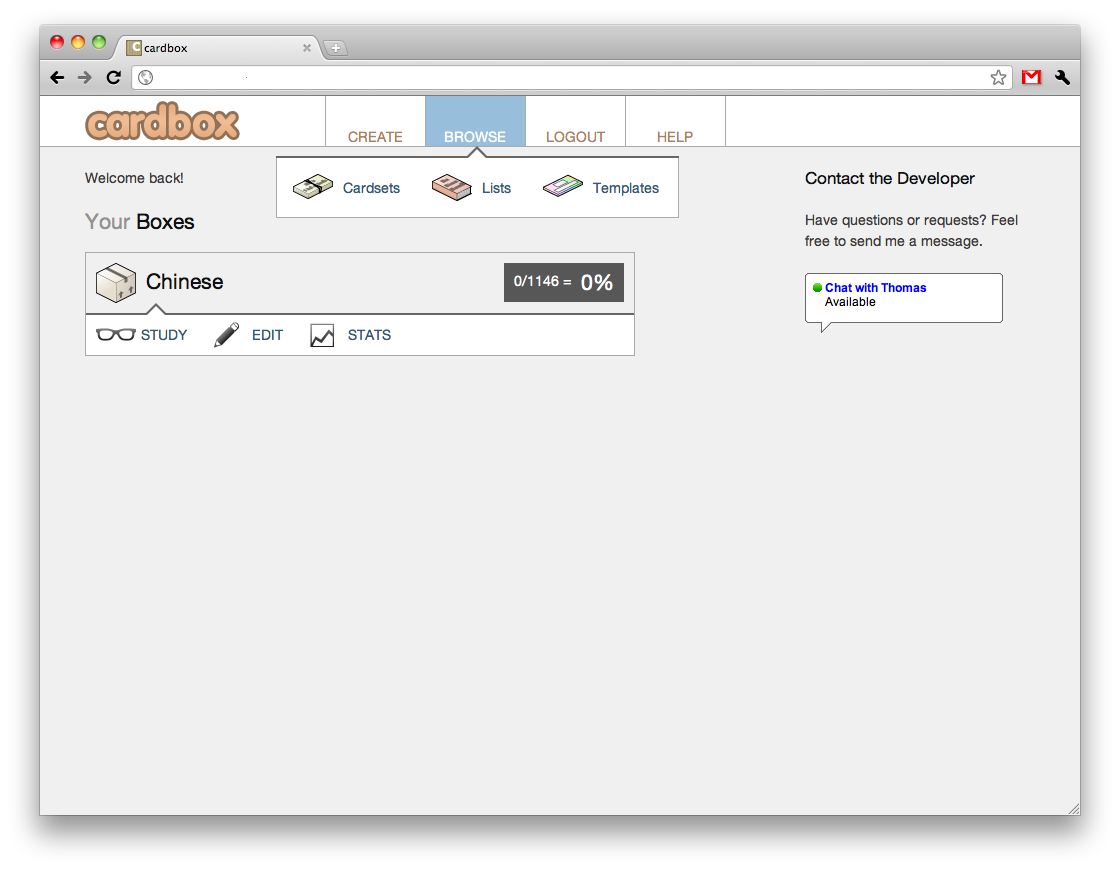 cardbox
cardbox
CREATE
BROWSE
LOGOUT
HELP
Cardsets
Lists
Templates
Welcome back!
Your Boxes
Chinese
0/1146 = 0%
STUDY
EDIT
STATS
Contact the Developer
Have questions or requests? Feel
free to send me a message.
Chat with Thomas
Available